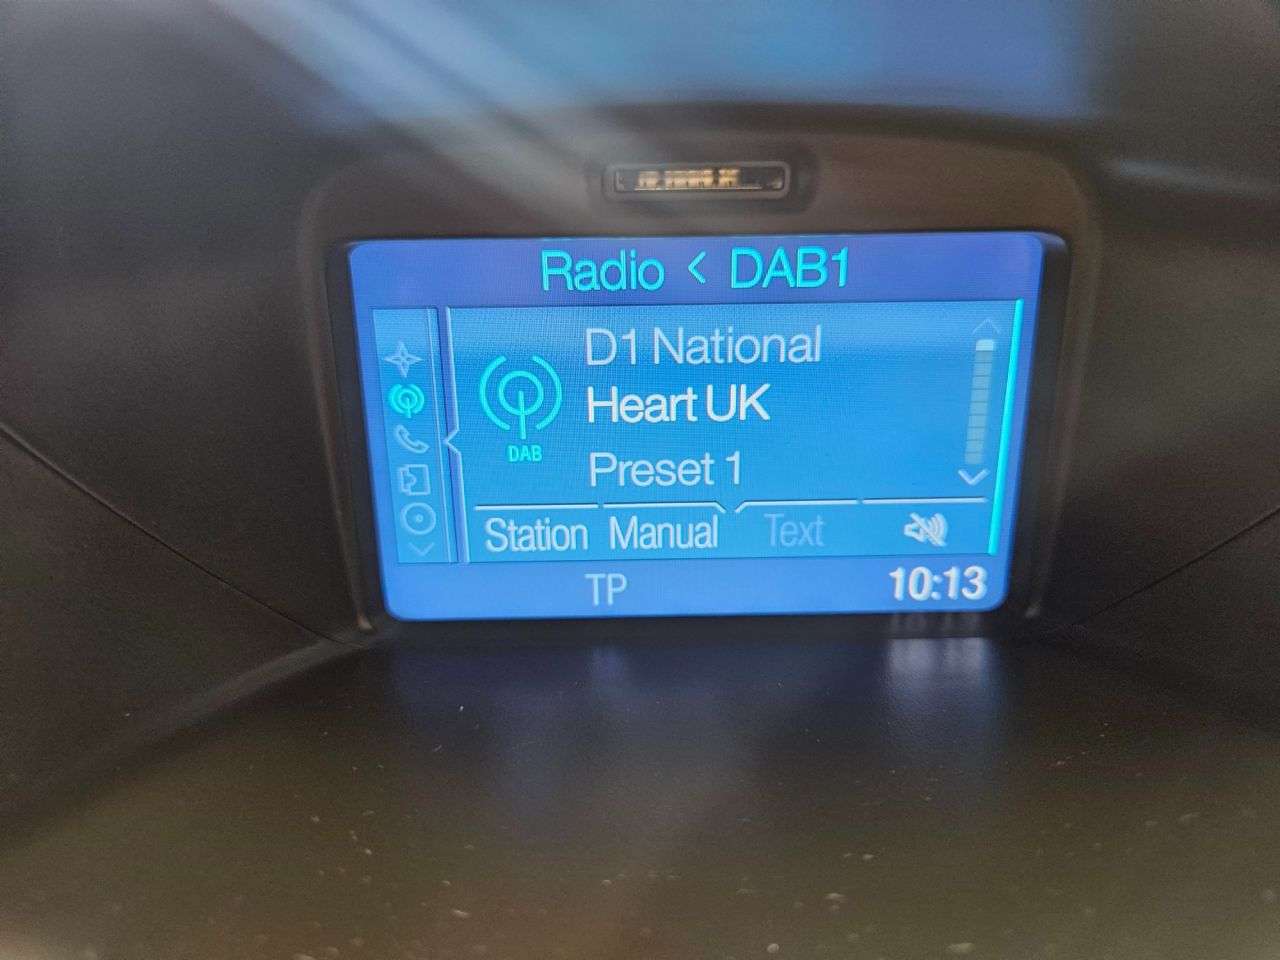 Radio < DAB1
D1 National
Heart UK
DAB
Preset 1
Station Manual Text
TP 10:13